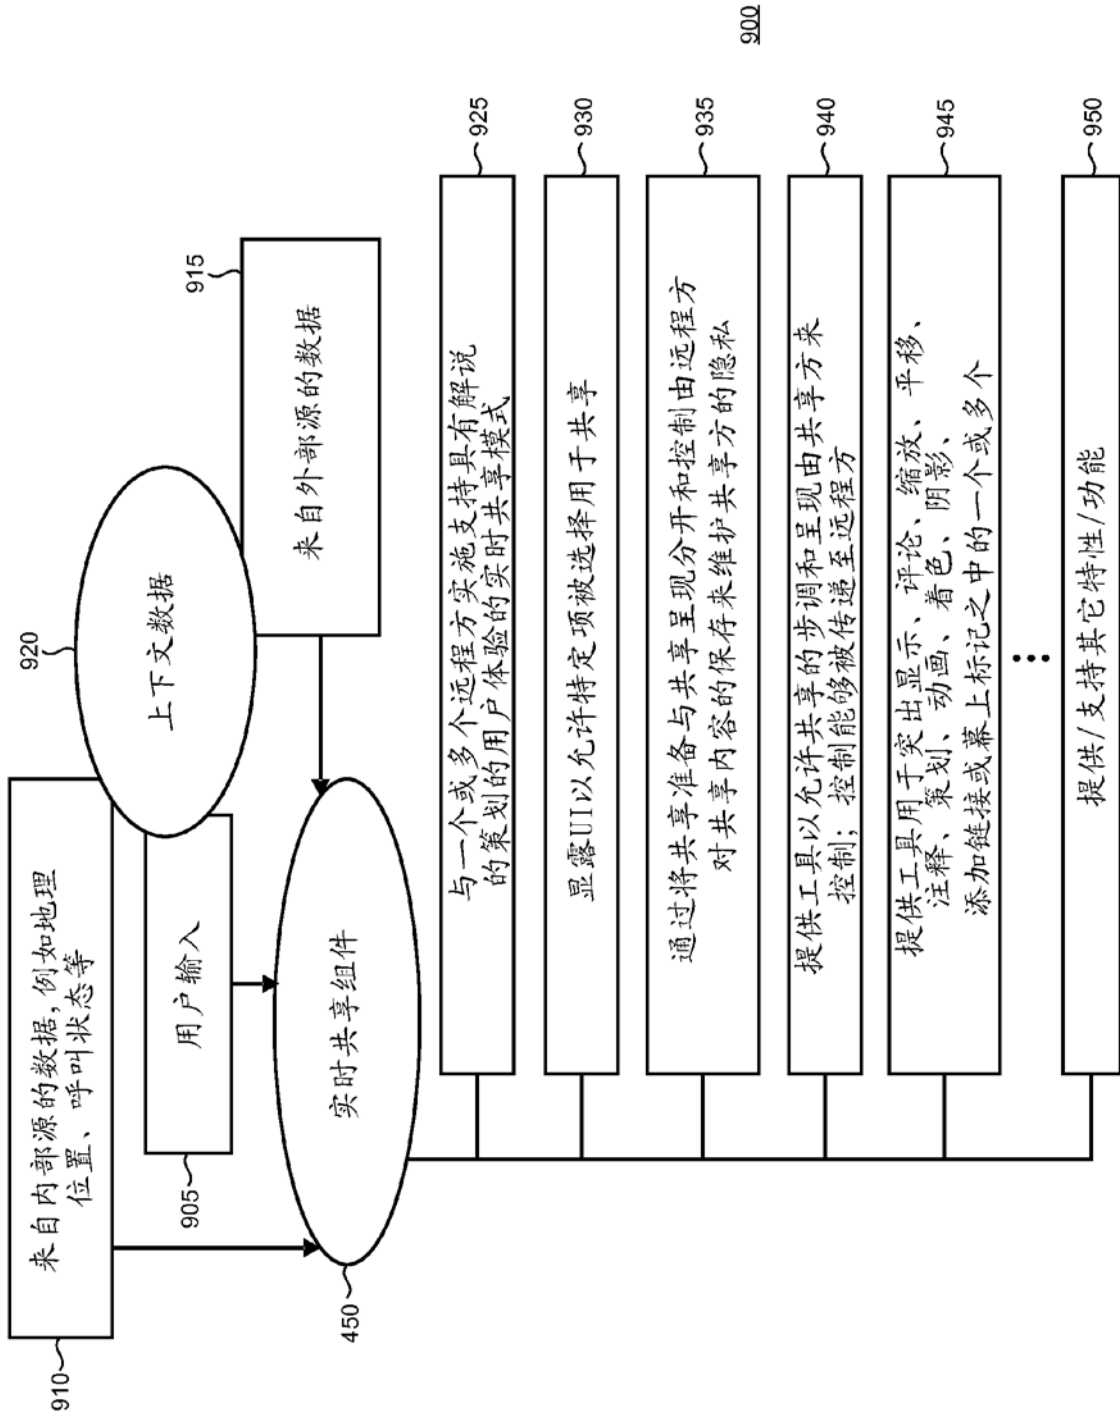 910
来自内部源的数据,例如地理
位置、呼叫状态等
905
用户输入
920
上下文数据
915
来自外部源的数据
450
实时共享组件
900
与一个或多个远程方实施支持具有解说
的策划的用户体验的实时共享模式
925
显露UI以允许特定项被选择用于共享
930
通过将共享准备与共享呈现分开和控制由远程方
对共享内容的保存来维护共享方的隐私
935
提供工具以允许共享的步调和呈现由共享方来
控制;控制能够被传递至远程方
940
提供工具用于突出显示、评论、缩放、平移、
注释、策划、动画、着色、阴影、
添加链接或幕上标记之中的一个或多个
945
提供/支持其它特性/功能
950